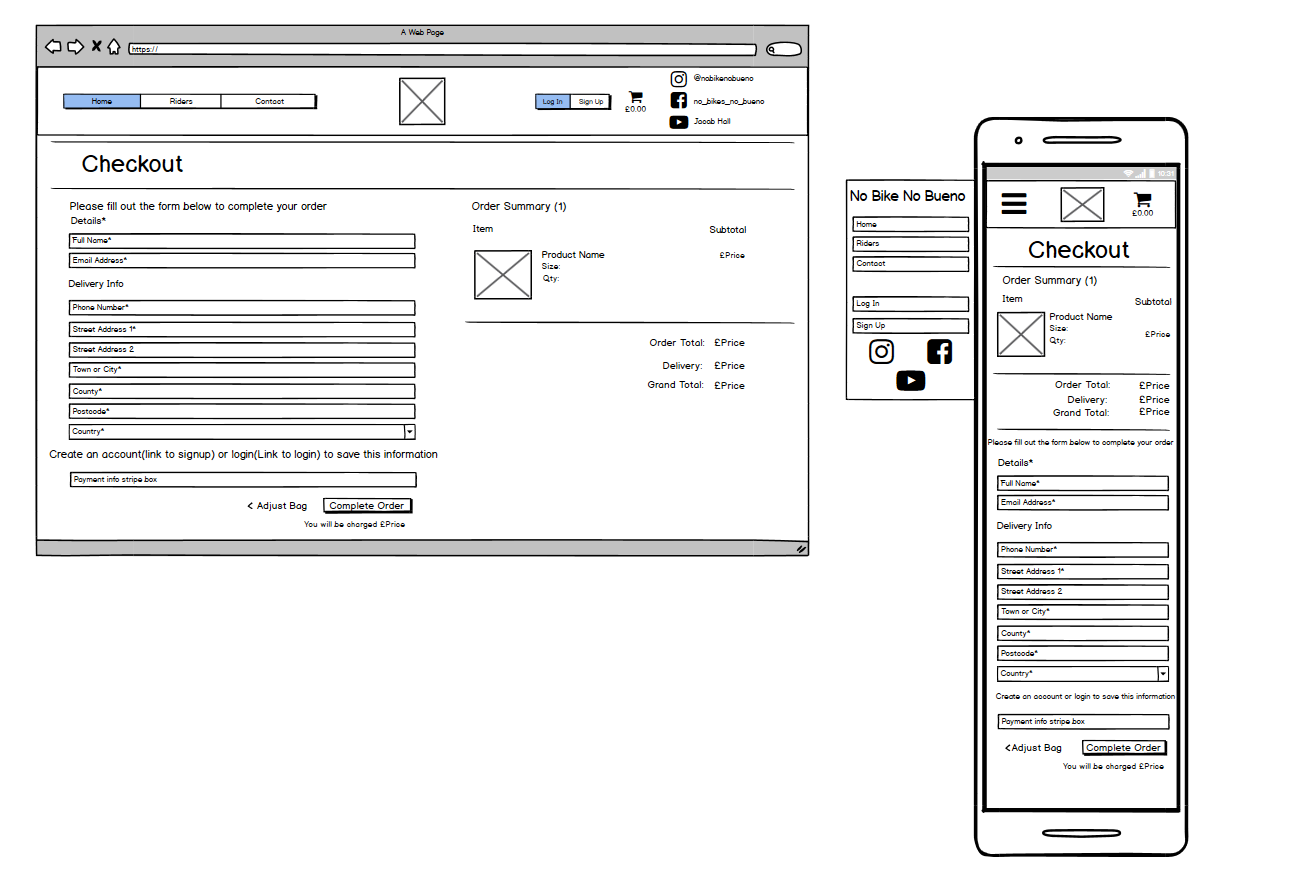 A Web Page
https://
Home Riders Contact
Log In Sign Up
£0.00
@nobikenobueno
no_bikes_no_bueno
Jacob Hall
Checkout
Please fill out the form below to complete your order
Details*
Full Name*
Email Address*
Delivery Info
Phone Number*
Street Address 1*
Street Address 2
Town or City*
County*
Postcode*
Country*
Create an account(link to signup) or login(Link to login) to save this information
Payment info stripe box
< Adjust Bag Complete Order
You will be charged £Price
Order Summary (1)
Item Subtotal
Product Name £Price
Size:
Qty:
Order Total: £Price
Delivery: £Price
Grand Total: £Price
No Bike No Bueno
Home
Riders
Contact
Log In
Sign Up
10:31
£0.00
Checkout
Order Summary (1)
Item Subtotal
Product Name
Size:
£Price
Qty:
Order Total: £Price
Delivery: £Price
Grand Total: £Price
Please fill out the form below to complete your order
Details*
Full Name*
Email Address*
Delivery Info
Phone Number*
Street Address 1*
Street Address 2
Town or City*
County*
Postcode*
Country*
Create an account or login to save this information
Payment info stripe box
<Adjust Bag Complete Order
You will be charged £Price